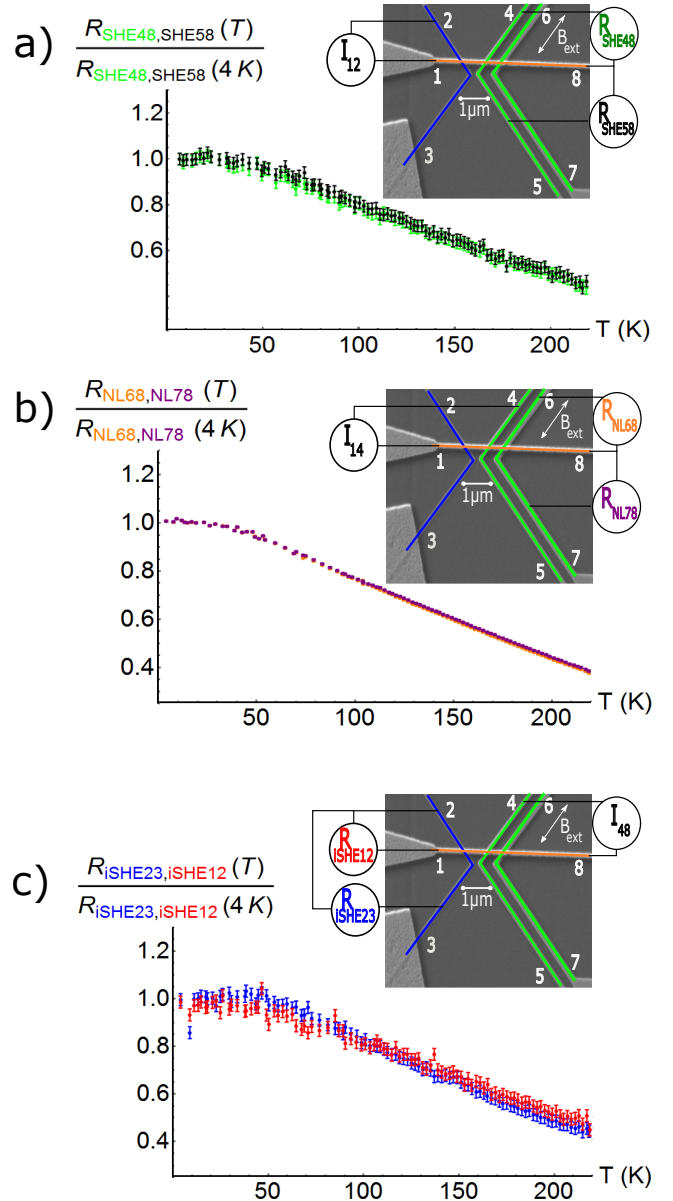 a)
R_SHE48,SHE58 (T)
R_SHE48,SHE58 (4 K)
I_12
R_SHE48
R_SHE58
B_ext
1µm
2
4
6
1
8
3
5
7
1.2
1.0
0.8
0.6
50
100
150
200
T (K)
b)
R_NL68,NL78 (T)
R_NL68,NL78 (4 K)
I_14
R_NL68
R_NL78
B_ext
1µm
2
4
6
1
8
3
5
7
1.2
1.0
0.8
0.6
0.4
50
100
150
200
T (K)
c)
R_iSHE23,iSHE12 (T)
R_iSHE23,iSHE12 (4 K)
R_iSHE12
R_iSHE23
I_48
B_ext
1µm
2
4
6
1
8
3
5
7
1.2
1.0
0.8
0.6
0.4
50
100
150
200
T (K)